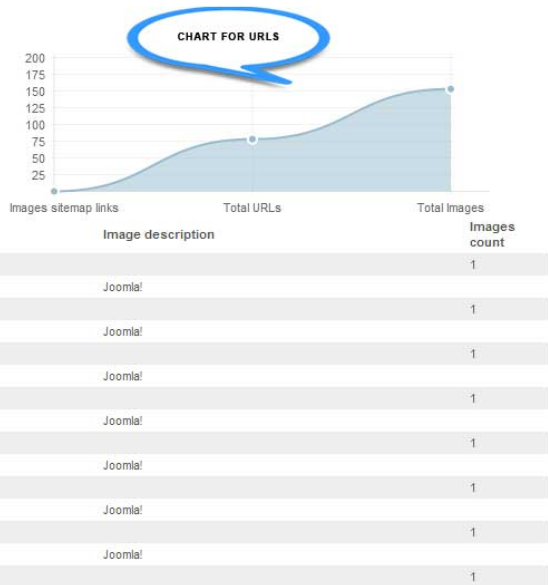 CHART FOR URLS
200
175
150
125
100
75
50
25
Images sitemap links Total URLs Total Images
Image description Images count
1
Joomla!
1
Joomla!
1
Joomla!
1
Joomla!
1
Joomla!
1
Joomla!
1
Joomla!
1